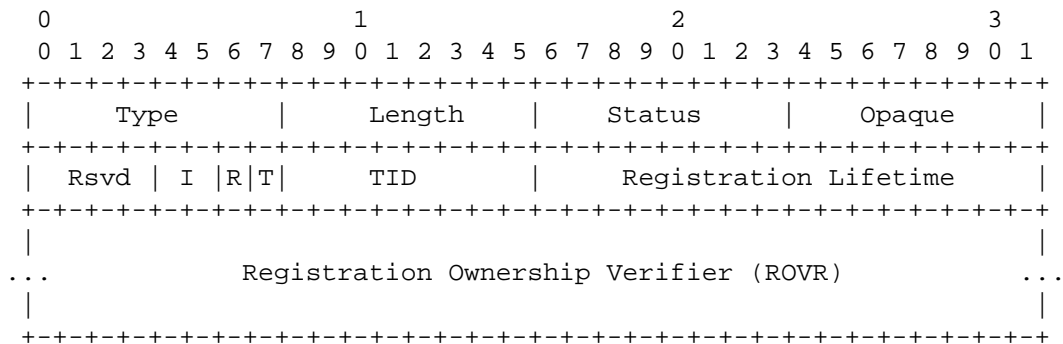 0                   1                   2                   3
 0 1 2 3 4 5 6 7 8 9 0 1 2 3 4 5 6 7 8 9 0 1 2 3 4 5 6 7 8 9 0 1
+-+-+-+-+-+-+-+-+-+-+-+-+-+-+-+-+-+-+-+-+-+-+-+-+-+-+-+-+-+-+-+-+
|     Type      |     Length    |    Status     |    Opaque     |
+-+-+-+-+-+-+-+-+-+-+-+-+-+-+-+-+-+-+-+-+-+-+-+-+-+-+-+-+-+-+-+-+
|  Rsvd | I |R|T|     TID       |     Registration Lifetime     |
+-+-+-+-+-+-+-+-+-+-+-+-+-+-+-+-+-+-+-+-+-+-+-+-+-+-+-+-+-+-+-+-+
|                                                               |
...            Registration Ownership Verifier (ROVR)           ...
|                                                               |
+-+-+-+-+-+-+-+-+-+-+-+-+-+-+-+-+-+-+-+-+-+-+-+-+-+-+-+-+-+-+-+-+